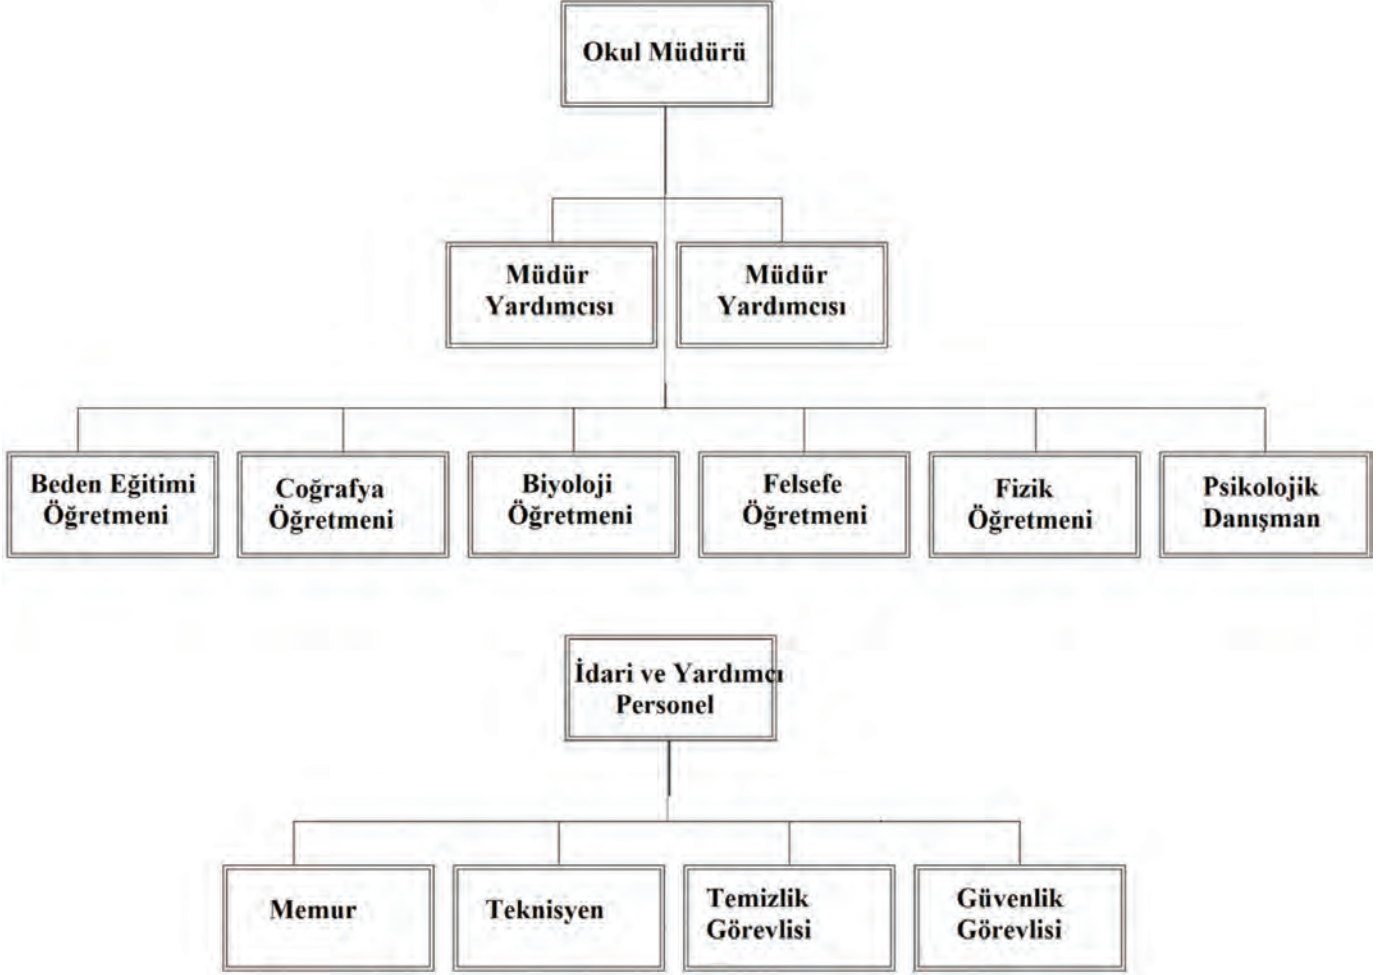 Okul Müdürü
Müdür
Yardımcısı
Müdür
Yardımcısı
Beden Eğitimi
Öğretmeni
Coğrafya
Öğretmeni
Biyoloji
Öğretmeni
Felsefe
Öğretmeni
Fizik
Öğretmeni
Psikolojik
Danışman
İdari ve Yardımcı
Personel
Memur
Teknisyen
Temizlik
Görevlisi
Güvenlik
Görevlisi